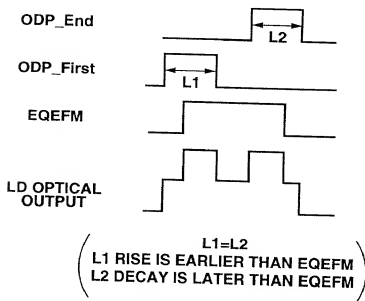 ODP_End
L2
ODP_First
L1
EQEFM
LD OPTICAL
OUTPUT
L1=L2
L1 RISE IS EARLIER THAN EQEFM
L2 DECAY IS LATER THAN EQEFM